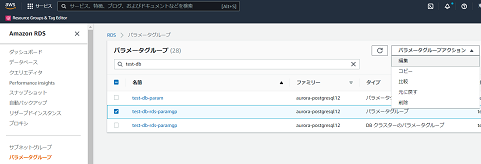 aws
サービス
サービス、特徴、ブログ、およびドキュメントなどを検索
[Alt+S]
Resource Groups & Tag Editor
Amazon RDS
ダッシュボード
データベース
クエリエディタ
Performance Insights
スナップショット
自動バックアップ
リザーブドインスタンス
プロキシ
サブネットグループ
パラメータグループ
RDS > パラメータグループ
パラメータグループ (28)
パラメータグループアクション
編集
コピー
比較
元に戻す
削除
test-db
名前 ファミリー タイプ
test-db-param aurora-postgresql12 パラメータ
test-db-rds-paramgp aurora-postgresql12 パラメータグループ
test-db-rds-paramgp aurora-postgresql12 DB クラスターのパラメータグループ